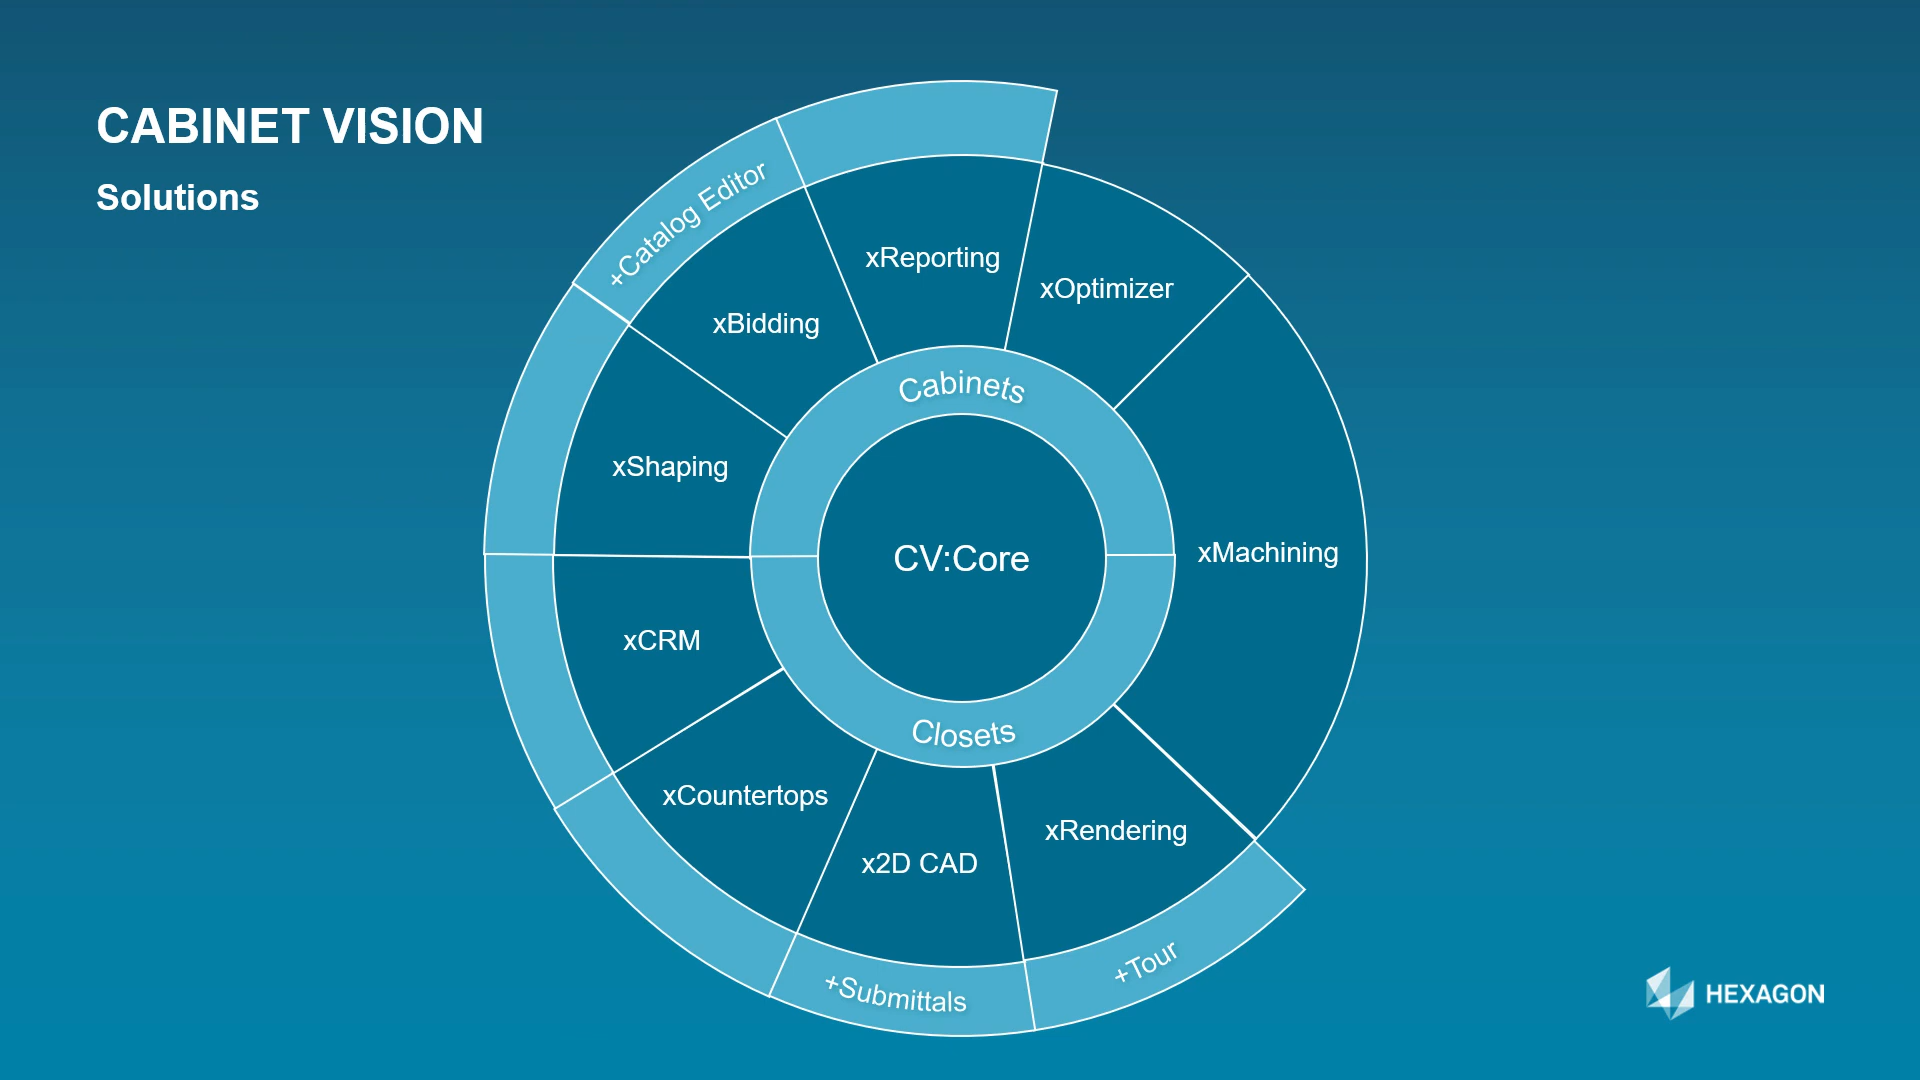 CABINET VISION
Solutions
+Catalog Editor
xReporting
xOptimizer
xBidding
Cabinets
xShaping
CV:Core
xMachining
xCRM
Closets
xCountertops
xRendering
x2D CAD
+Tour
+Submittals
HEXAGON